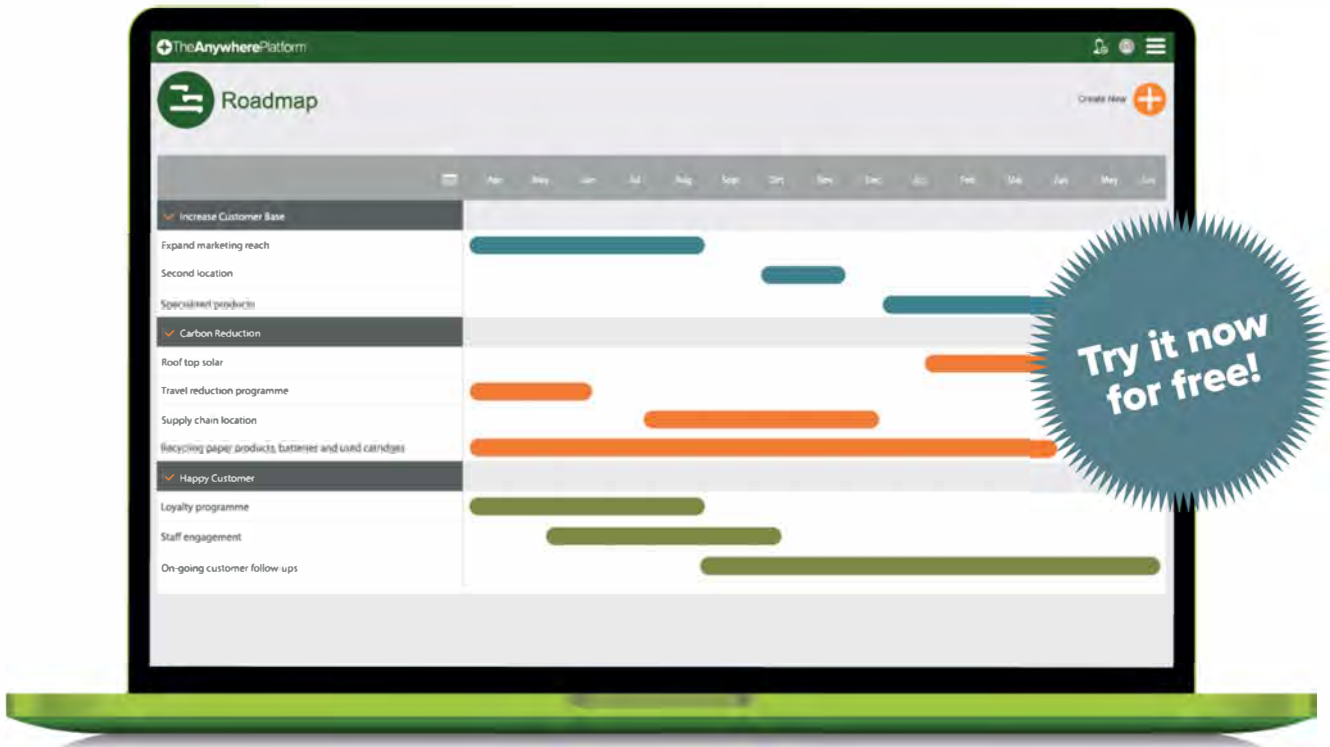 TheAnywherePlatform
Roadmap
Create New
Apr May Jun Jul Aug Sept Oct Nov Dec Jan Feb Mar May Jun
Increase Customer Base
Expand marketing reach
Second location
Specialised products
Carbon Reduction
Roof top solar
Travel reduction programme
Supply chain location
Recycling paper products, batteries and used catridges
Happy Customer
Loyalty programme
Staff engagement
On-going customer follow-ups
Try it now
for free!